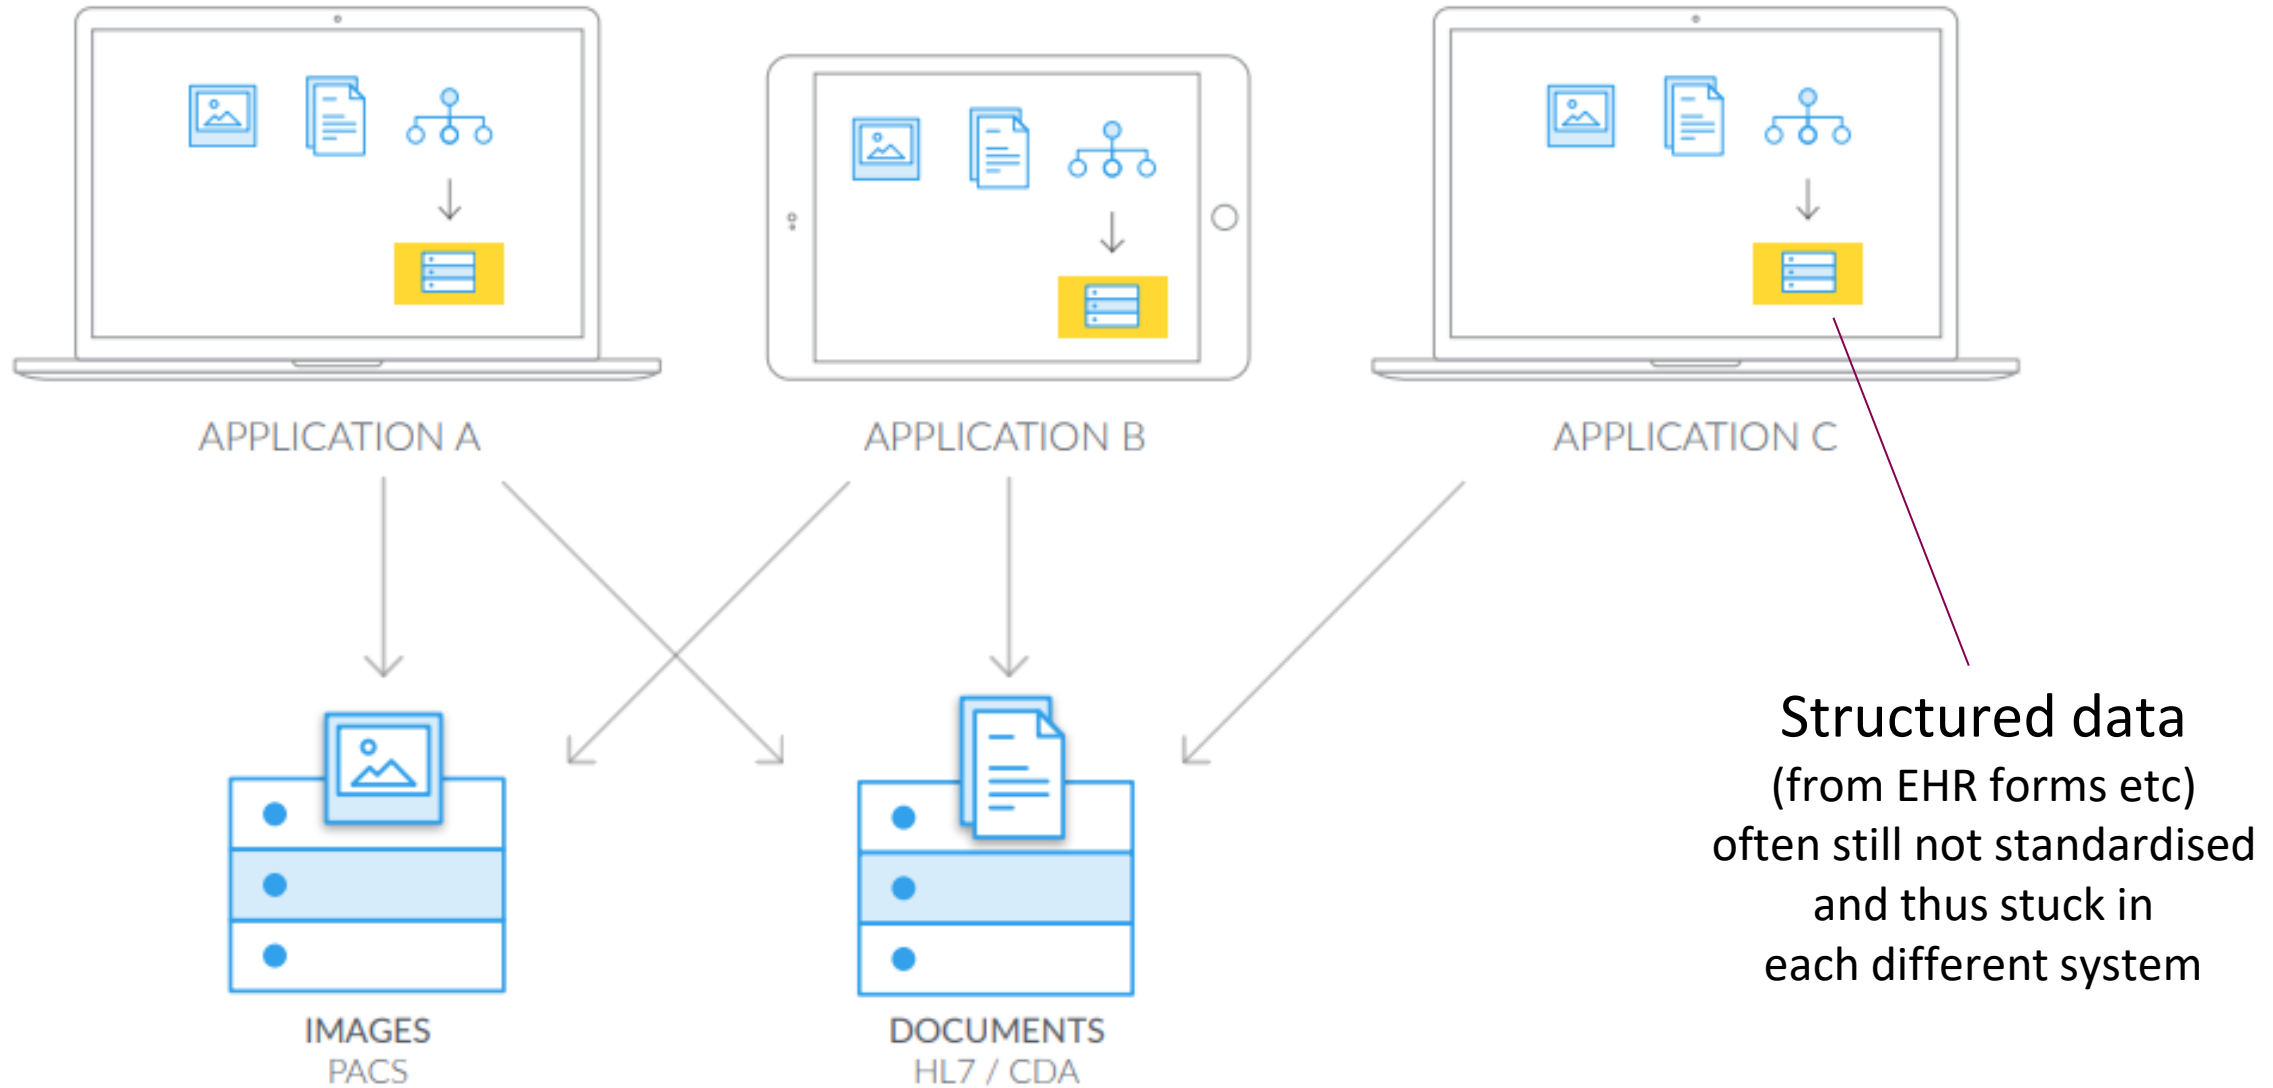 APPLICATION A
APPLICATION B
APPLICATION C
Structured data
(from EHR forms etc)
often still not standardised
and thus stuck in
each different system
IMAGES
PACS
DOCUMENTS
HL7 / CDA